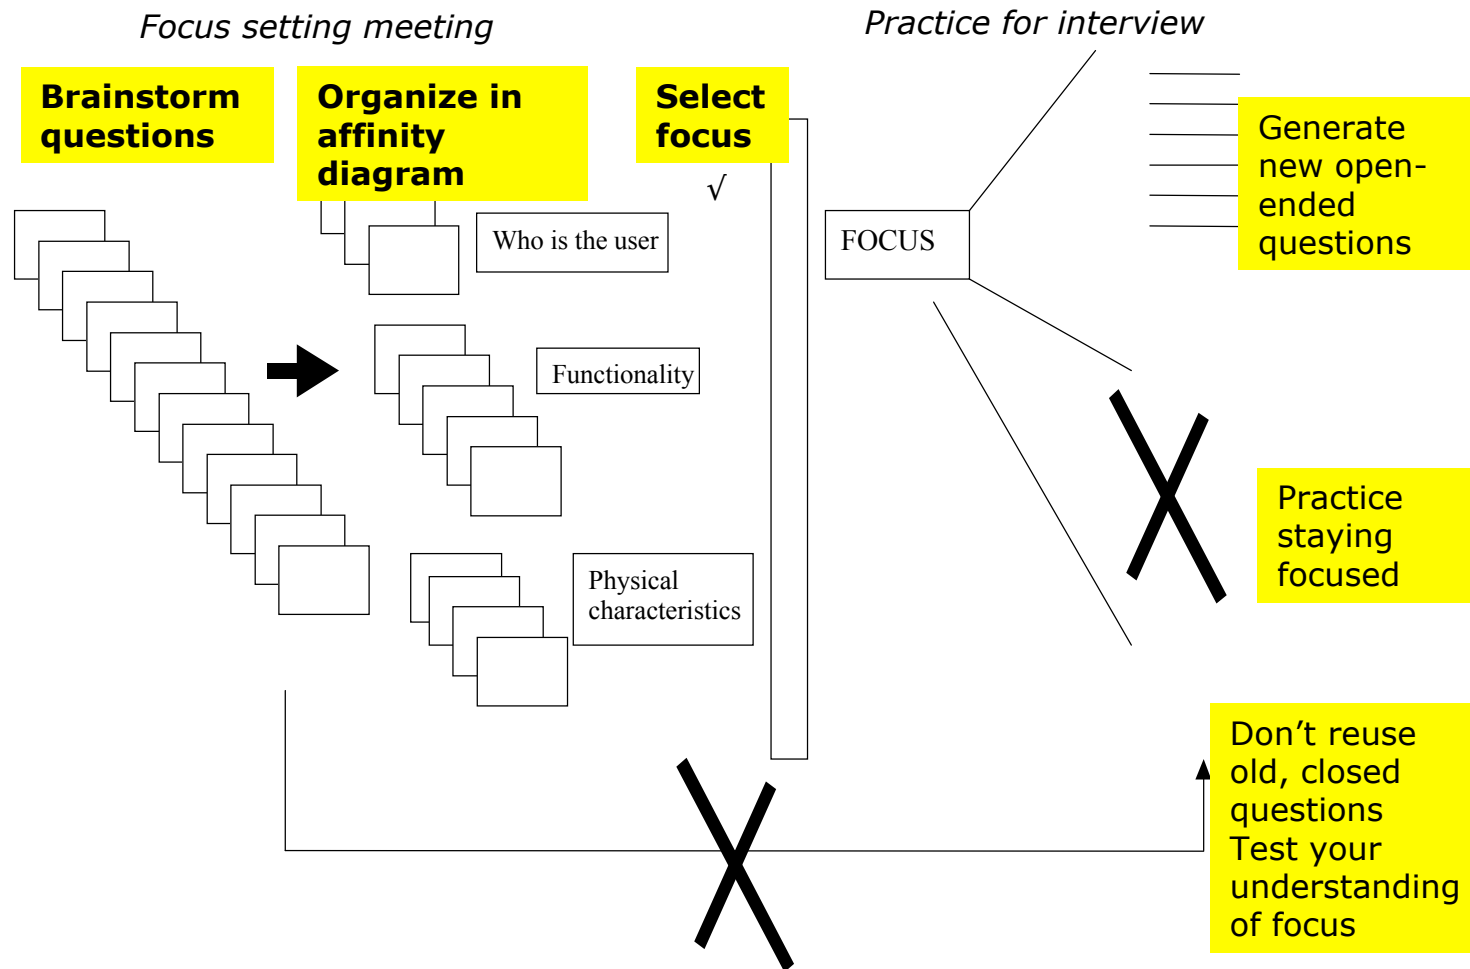 Focus setting meeting
Practice for interview
Brainstorm
questions
Organize in
affinity
diagram
Select
focus
√
Generate
new open-
ended
questions
Who is the user
FOCUS
Functionality
Practice
staying
focused
Physical
characteristics
Don’t reuse
old, closed
questions
Test your
understanding
of focus